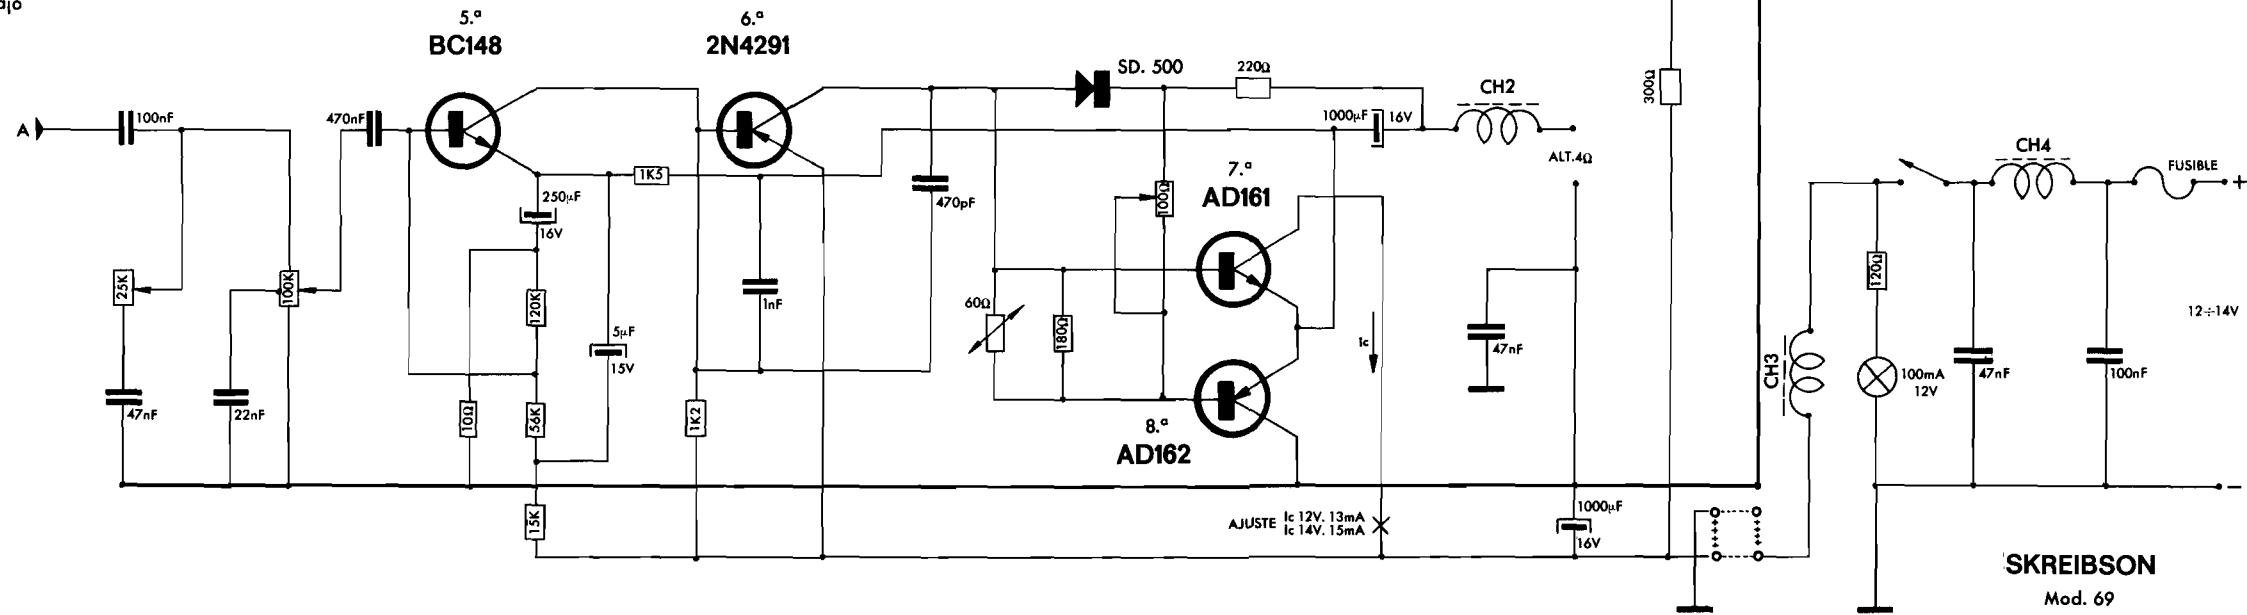 5.ª
BC148
6.ª
2N4291
SD. 500
220Ω
CH2
300Ω
A
100nF
470nF
1000µF
16V
ALT.4Ω
CH4
FUSIBLE
+
1K5
7.ª
AD161
250µF
16V
470pF
100Ω
25K
100K
120K
1nF
60Ω
180Ω
5µF
15V
Ic
47nF
CH3
120Ω
12÷14V
100mA
12V
47nF
100nF
47nF
22nF
10Ω
56K
1K2
8.ª
AD162
15K
AJUSTE
Ic 12V. 13mA
Ic 14V. 15mA
1000µF
16V
−
SKREIBSON
Mod. 69